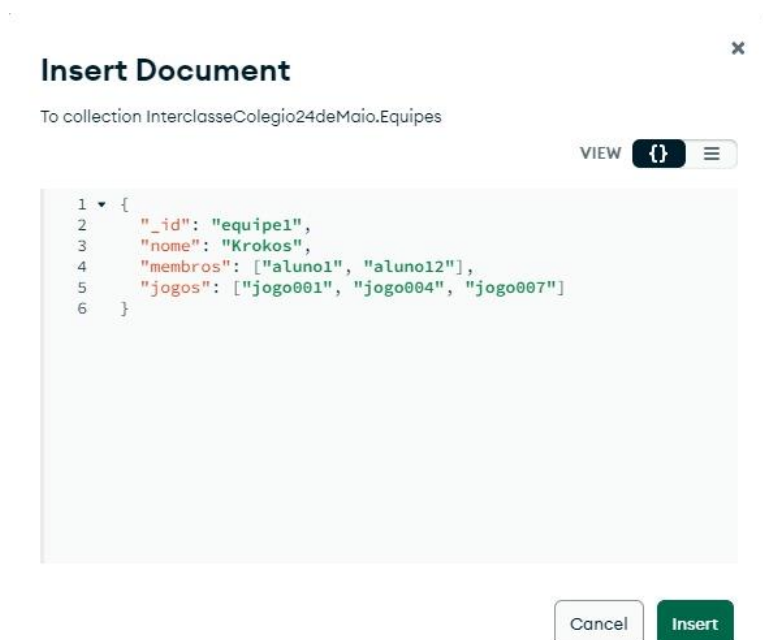 Insert Document
To collection InterclasseColegio24deMaio.Equipes
VIEW {}
1 {
2 "_id": "equipe1",
3 "nome": "Krokos",
4 "membros": ["aluno1", "aluno12"],
5 "jogos": ["jogo001", "jogo004", "jogo007"]
6 }
Cancel Insert